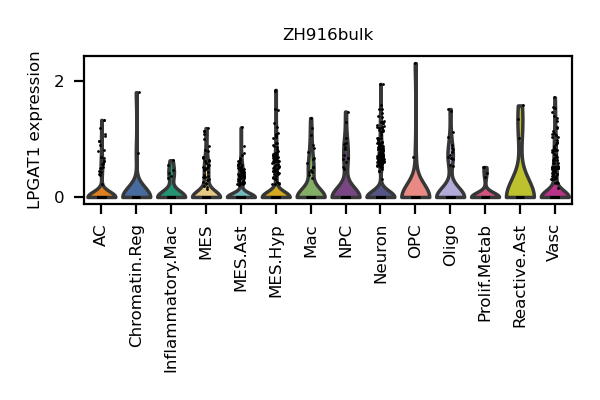 ZH916bulk
LPGAT1 expression
2
0
AC
Chromatin.Reg
Inflammatory.Mac
MES
MES.Ast
MES.Hyp
Mac
NPC
Neuron
OPC
Oligo
Prolif.Metab
Reactive.Ast
Vasc